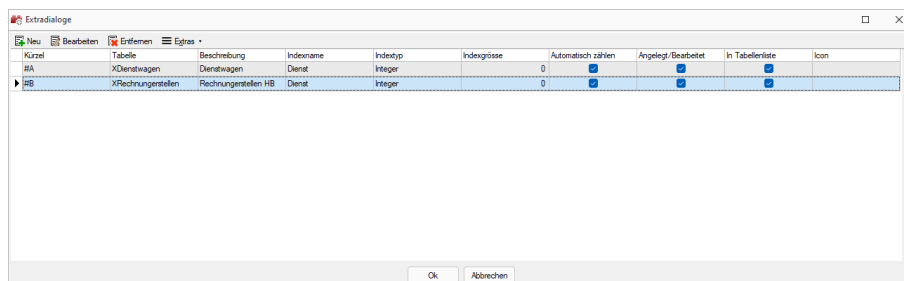 Extradialoge
Neu Bearbeiten Entfernen Extras
Kürzel Tabelle Beschreibung Indexname Indextyp Indexgrösse Automatisch zählen Angelegt/Bearbeitet In Tabellenliste Icon
#A XDienstwagen Dienstwagen Dienst Integer 0
#B XRechnungerstellen Rechnungerstellen HB Dienst Integer 0
Ok Abbrechen